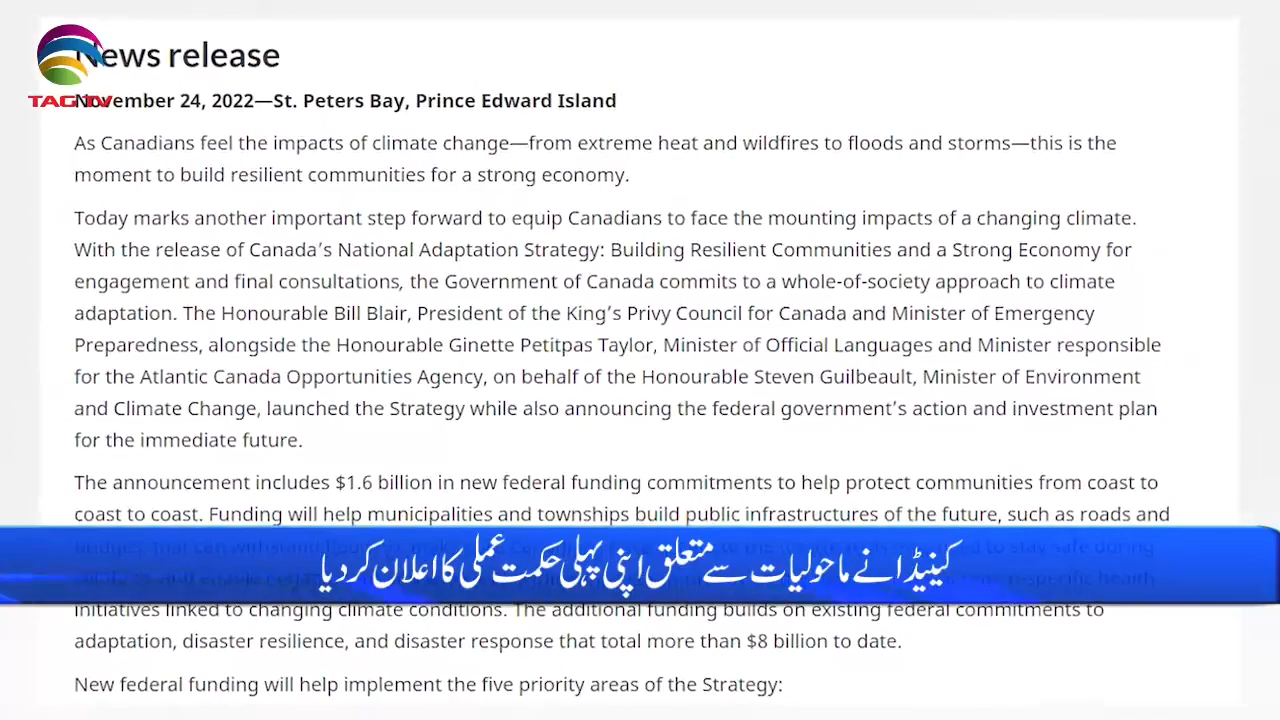 News release
TAG TV
November 24, 2022—St. Peters Bay, Prince Edward Island
As Canadians feel the impacts of climate change—from extreme heat and wildfires to floods and storms—this is the
moment to build resilient communities for a strong economy.
Today marks another important step forward to equip Canadians to face the mounting impacts of a changing climate.
With the release of Canada's National Adaptation Strategy: Building Resilient Communities and a Strong Economy for
engagement and final consultations, the Government of Canada commits to a whole-of-society approach to climate
adaptation. The Honourable Bill Blair, President of the King's Privy Council for Canada and Minister of Emergency
Preparedness, alongside the Honourable Ginette Petitpas Taylor, Minister of Official Languages and Minister responsible
for the Atlantic Canada Opportunities Agency, on behalf of the Honourable Steven Guilbeault, Minister of Environment
and Climate Change, launched the Strategy while also announcing the federal government's action and investment plan
for the immediate future.
The announcement includes $1.6 billion in new federal funding commitments to help protect communities from coast to
coast to coast. Funding will help municipalities and townships build public infrastructures of the future, such as roads and
کینیڈا نے ماحولیات سے متعلق اپنی پہلی حکمت عملی کا اعلان کردیا
initiatives linked to changing climate conditions. The additional funding builds on existing federal commitments to
adaptation, disaster resilience, and disaster response that total more than $8 billion to date.
New federal funding will help implement the five priority areas of the Strategy: